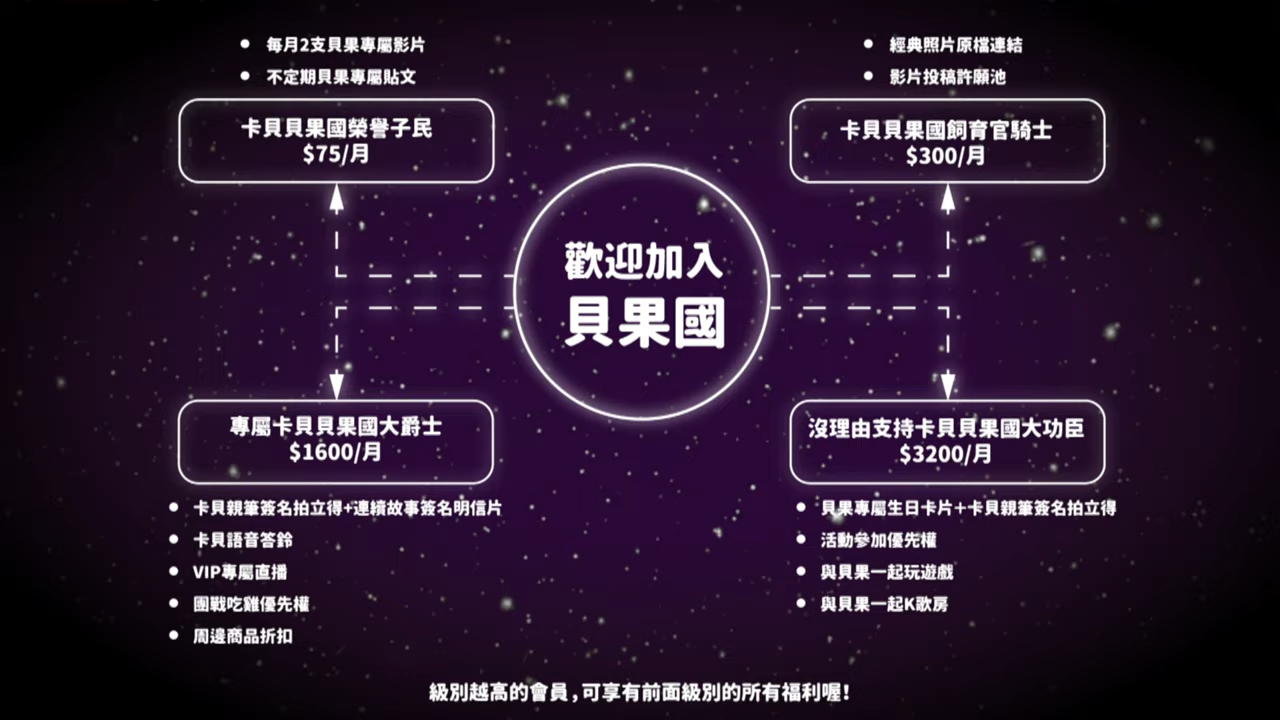 每月2支貝果專屬影片
不定期貝果專屬貼文
卡貝貝果國榮譽子民
$75/月
經典照片原檔連結
影片投稿許願池
卡貝貝果國飼育官騎士
$300/月
歡迎加入
貝果國
專屬卡貝貝果國大爵士
$1600/月
卡貝親筆簽名拍立得+連續故事簽名明信片
卡貝語音答鈴
VIP專屬直播
團戰吃雞優先權
周邊商品折扣
沒理由支持卡貝貝果國大功臣
$3200/月
貝果專屬生日卡片+卡貝親筆簽名拍立得
活動參加優先權
與貝果一起玩遊戲
與貝果一起K歌房
級別越高的會員,可享有前面級別的所有福利喔!